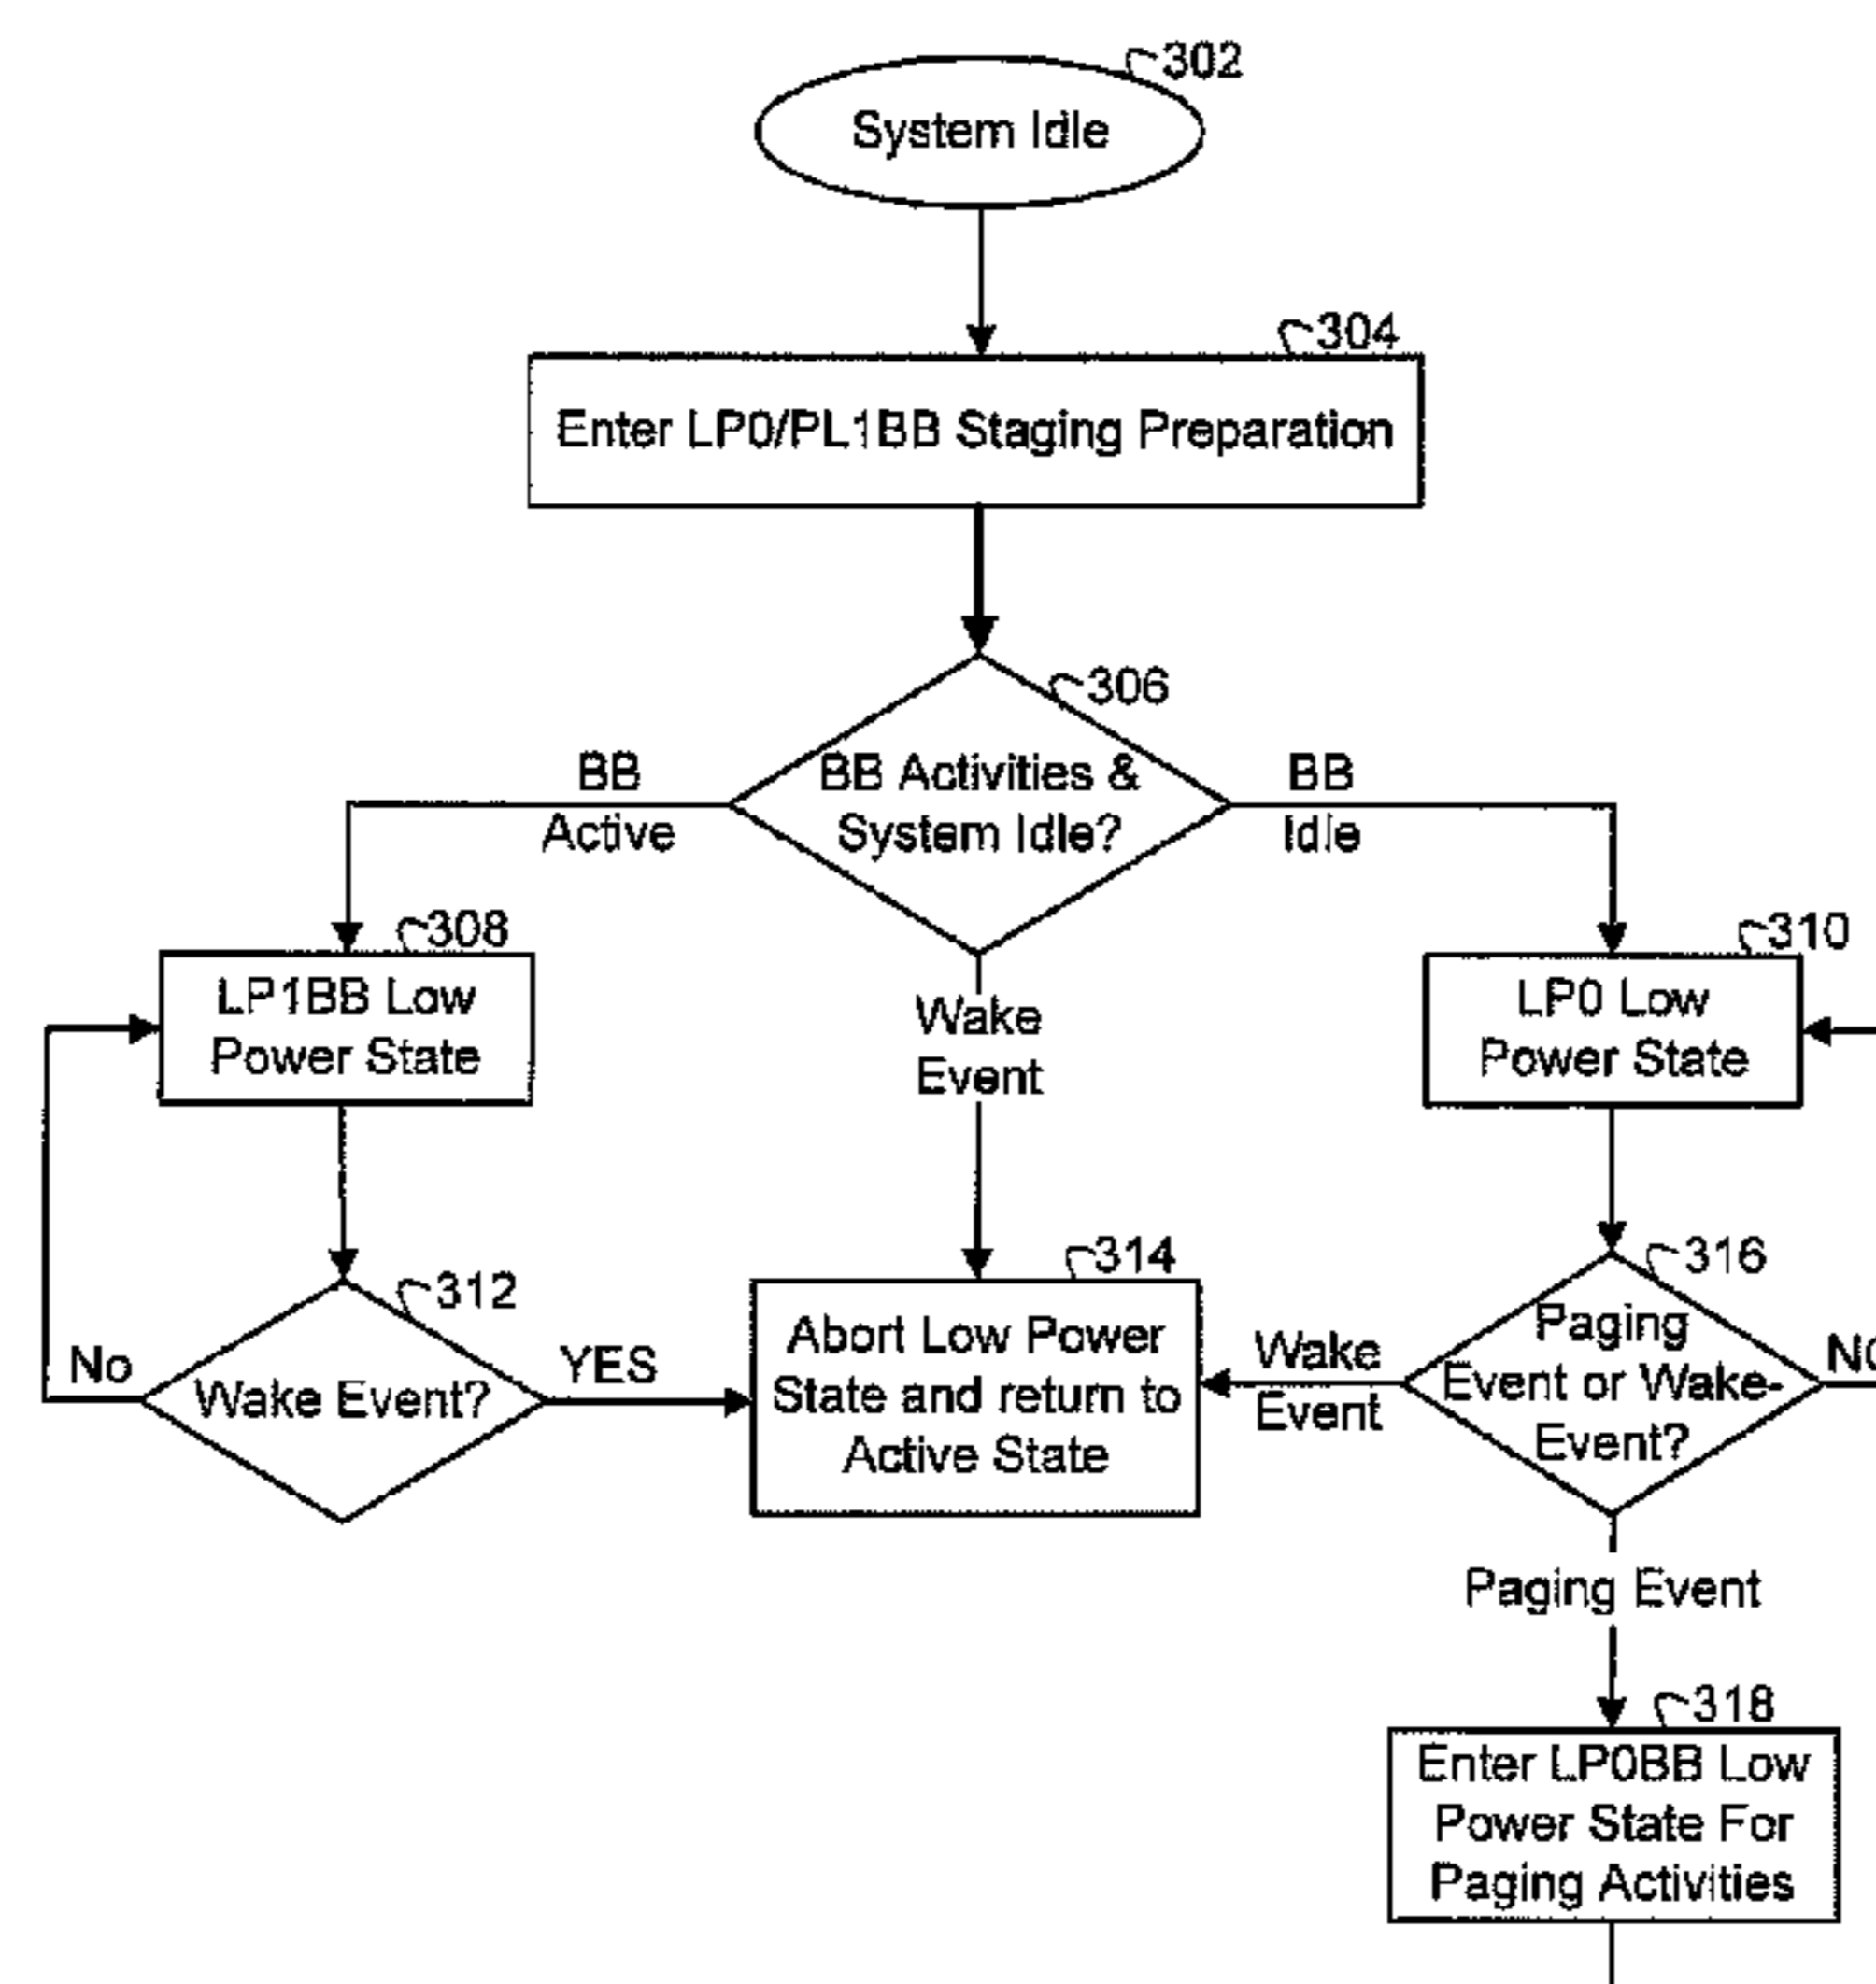 302
System Idle
304
Enter LP0/PL1BB Staging Preparation
306
BB Activities &
System Idle?
BB
Active
BB
Idle
308
LP1BB Low
Power State
Wake
Event
310
LP0 Low
Power State
312
Wake Event?
No
YES
314
Abort Low Power
State and return to
Active State
Wake
Event
316
Paging
Event or Wake-
Event?
Paging Event
318
Enter LP0BB Low
Power State For
Paging Activities